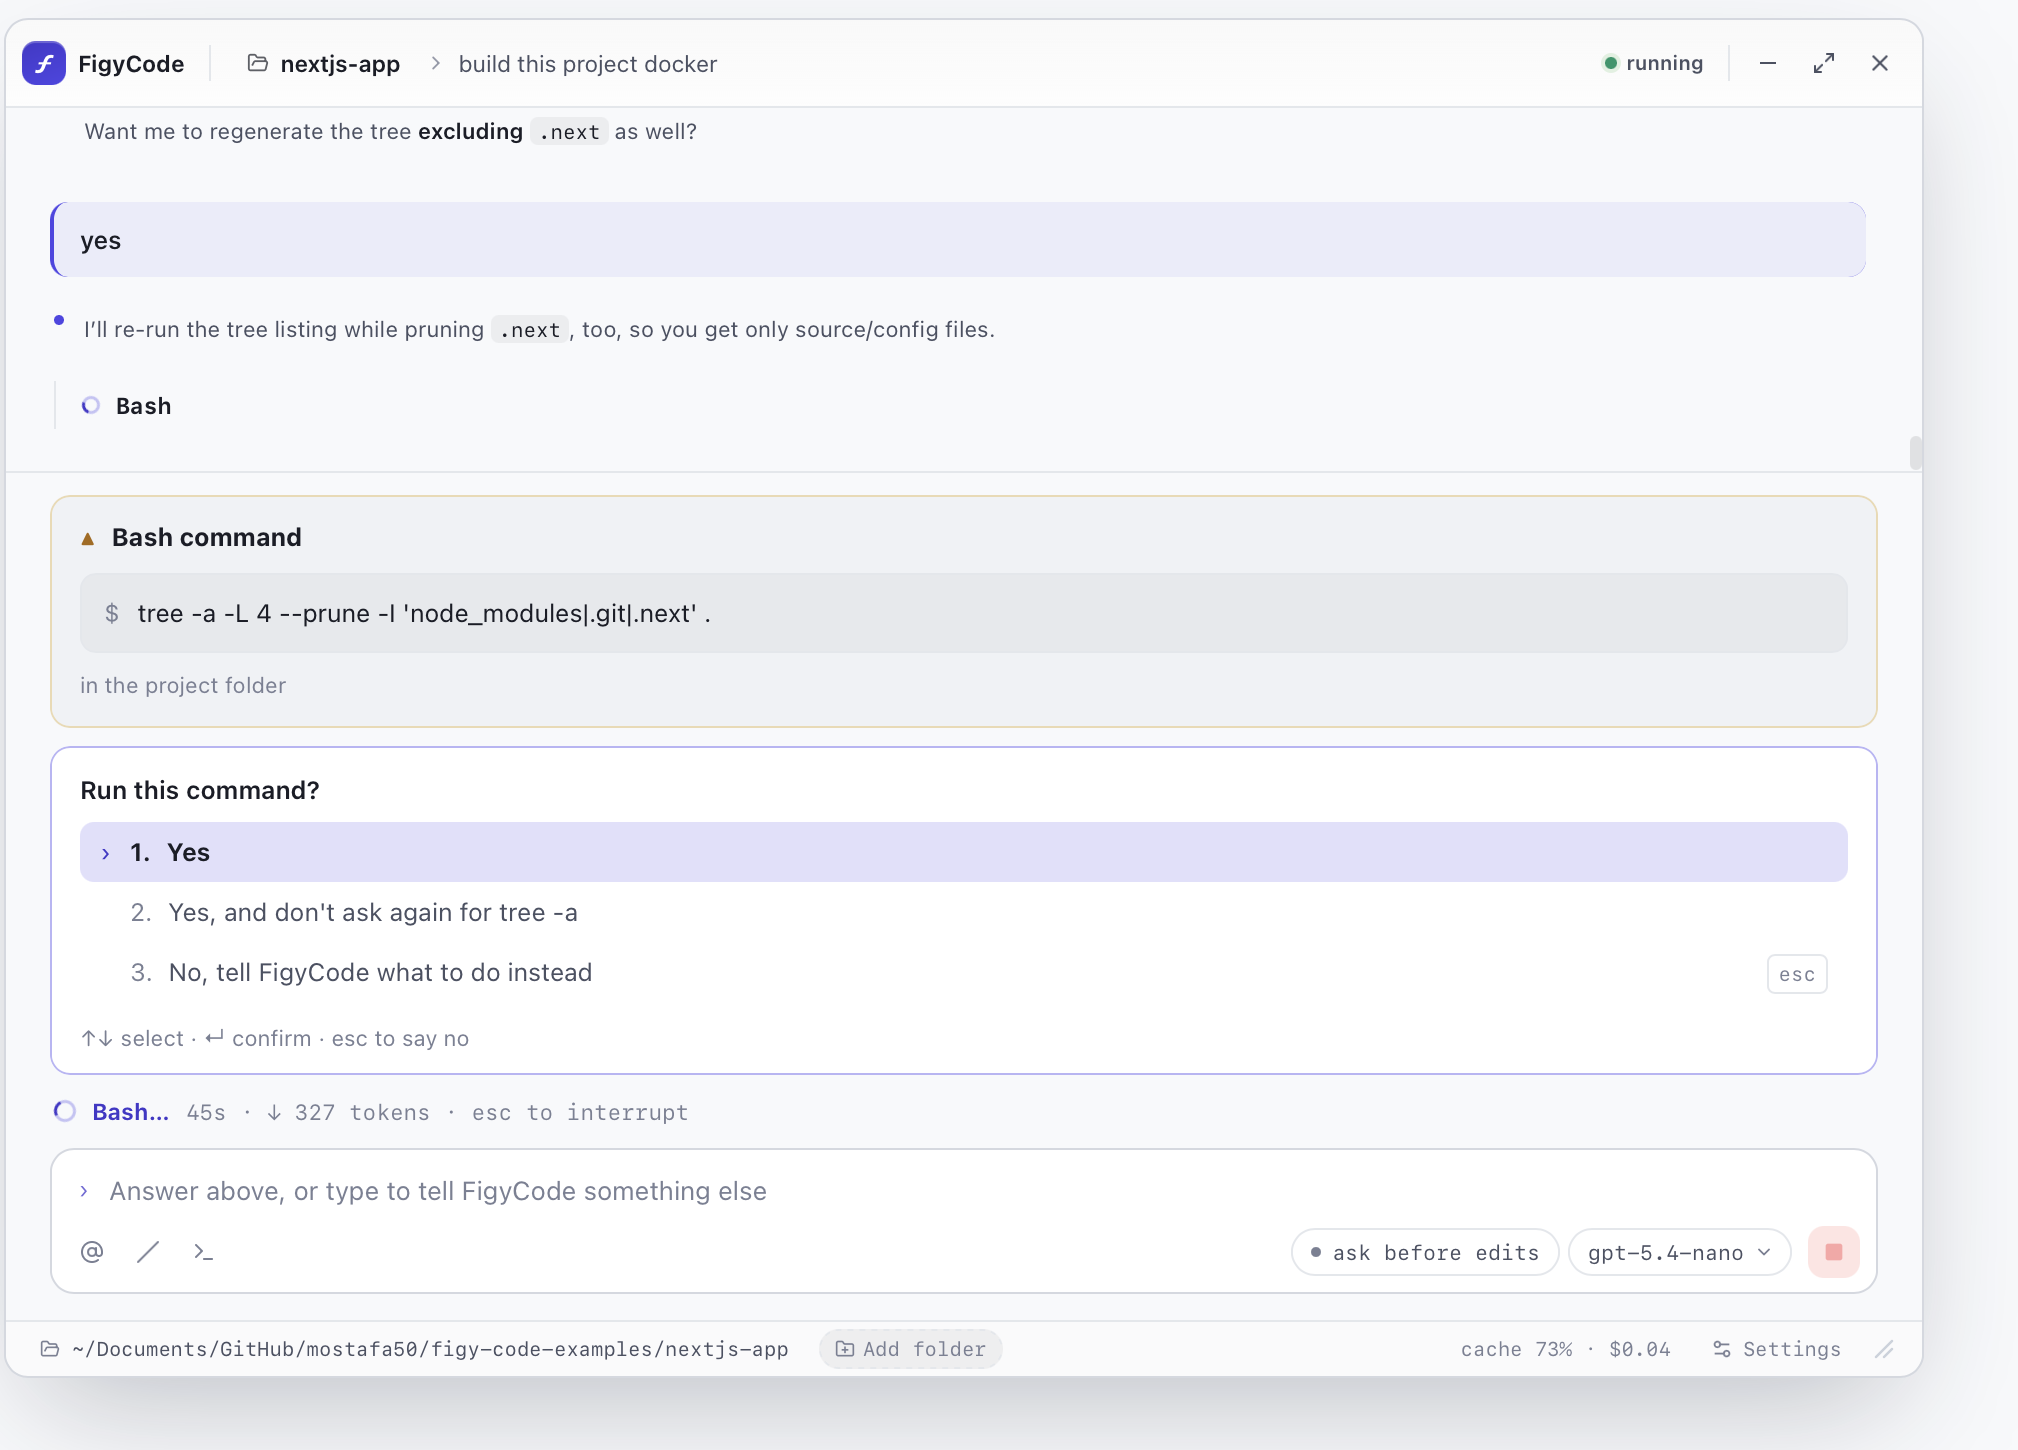 FigyCode nextjs-app > build this project docker running
Want me to regenerate the tree excluding .next as well?
yes
I’ll re-run the tree listing while pruning .next, too, so you get only source/config files.
Bash
▲ Bash command
$ tree -a -L 4 --prune -I 'node_modules|.git|.next' .
in the project folder
Run this command?
› 1. Yes
2. Yes, and don't ask again for tree -a
3. No, tell FigyCode what to do instead esc
↑↓ select · ↵ confirm · esc to say no
Bash... 45s · ↓ 327 tokens · esc to interrupt
› Answer above, or type to tell FigyCode something else
@ / >_ ask before edits gpt-5.4-nano
~/Documents/GitHub/mostafa50/figy-code-examples/nextjs-app Add folder cache 73% · $0.04 Settings